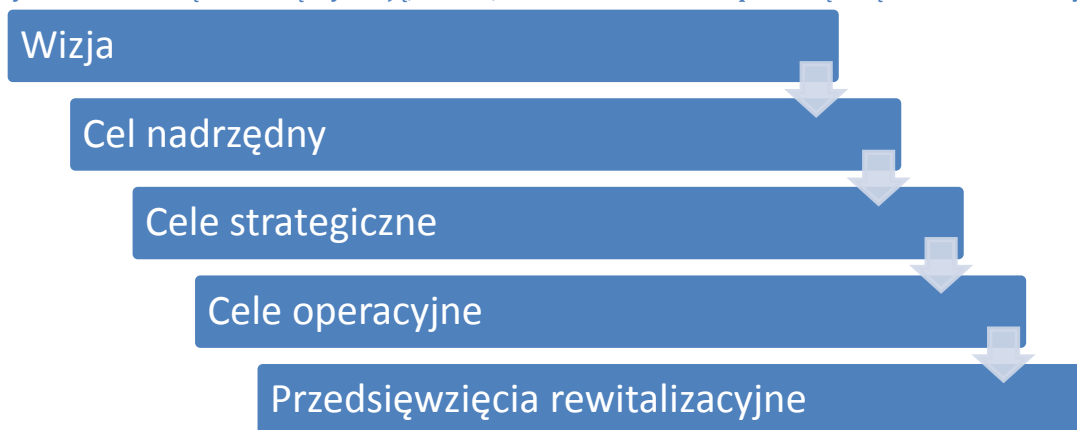 Wizja
Cel nadrzędny
Cele strategiczne
Cele operacyjne
Przedsięwzięcia rewitalizacyjne